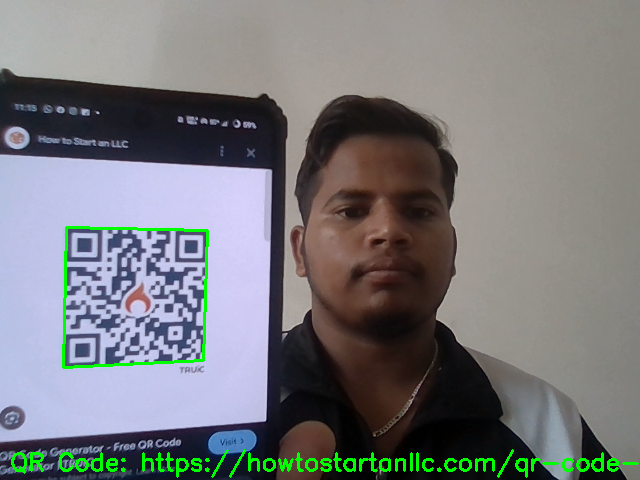 11:15
59%
How to Start an LLC
TRUiC
QR Code Generator - Free QR Code
Visit >
QR Code: https://howtostartanllc.com/qr-code-